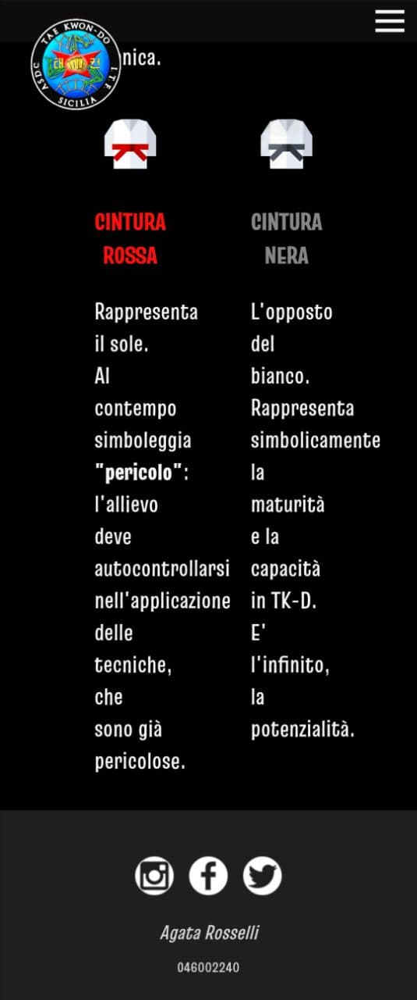 TAE KWON-DO
I.T.F.
SICILIA
ASDC
nica.
CINTURA
ROSSA
Rappresenta
il sole.
Al
contempo
simboleggia
"pericolo":
l'allievo
deve
autocontrollarsi
nell'applicazione
delle
tecniche,
che
sono già
pericolose.
CINTURA
NERA
L'opposto
del
bianco.
Rappresenta
simbolicamente
la
maturità
e la
capacità
in TK-D.
E'
l'infinito,
la
potenzialità.
Agata Rosselli
046002240